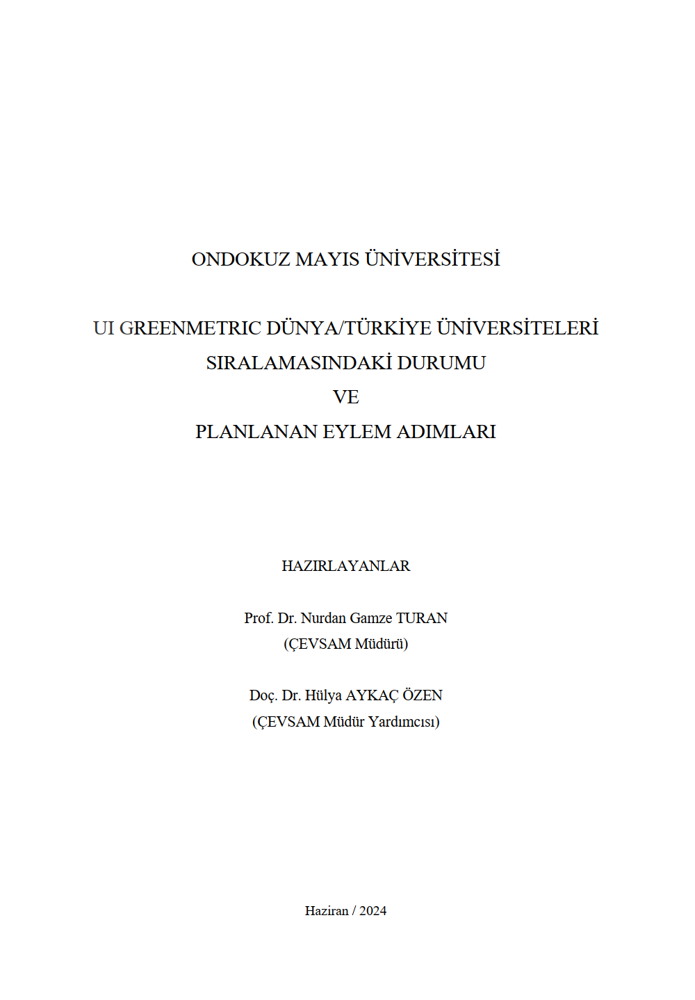 ONDOKUZ MAYIS ÜNİVERSİTESİ
UI GREENMETRIC DÜNYA/TÜRKİYE ÜNİVERSİTELERİ
SIRALAMASINDAKİ DURUMU
VE
PLANLANAN EYLEM ADIMLARI
HAZIRLAYANLAR
Prof. Dr. Nurdan Gamze TURAN
(ÇEVSAM Müdürü)
Doç. Dr. Hülya AYKAÇ ÖZEN
(ÇEVSAM Müdür Yardımcısı)
Haziran / 2024